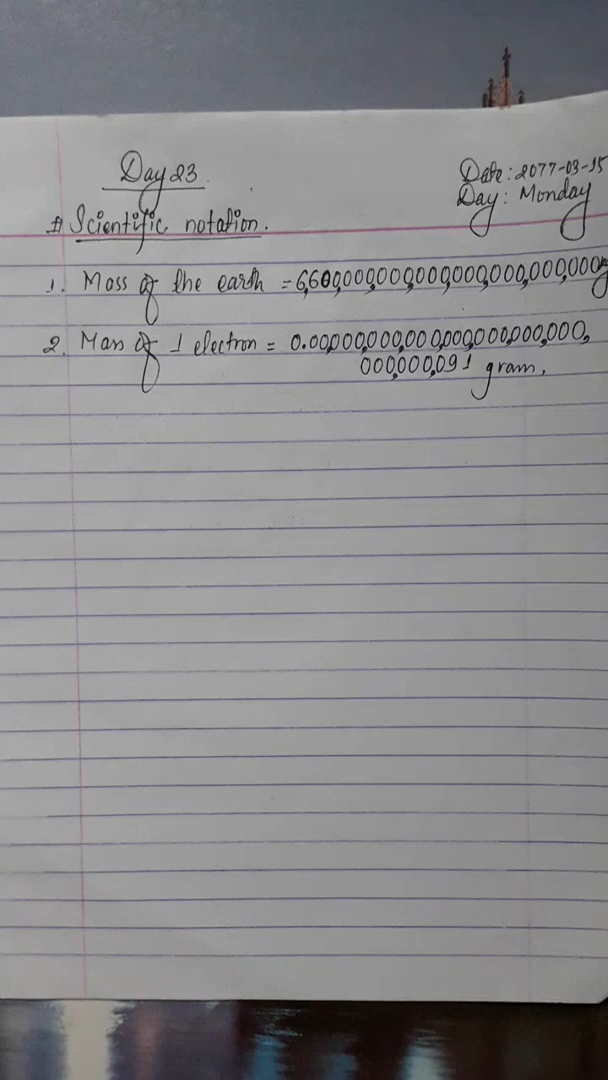 Day 23.
Date: 2077-03-15
Day: Monday
# Scientific notation.
1. Mass of the earth = 6,600,000,000,000,000,000,000,000 kg
2. Mass of 1 electron = 0.00,000,000,000,000,000,000,000,
000,000,091 gram.